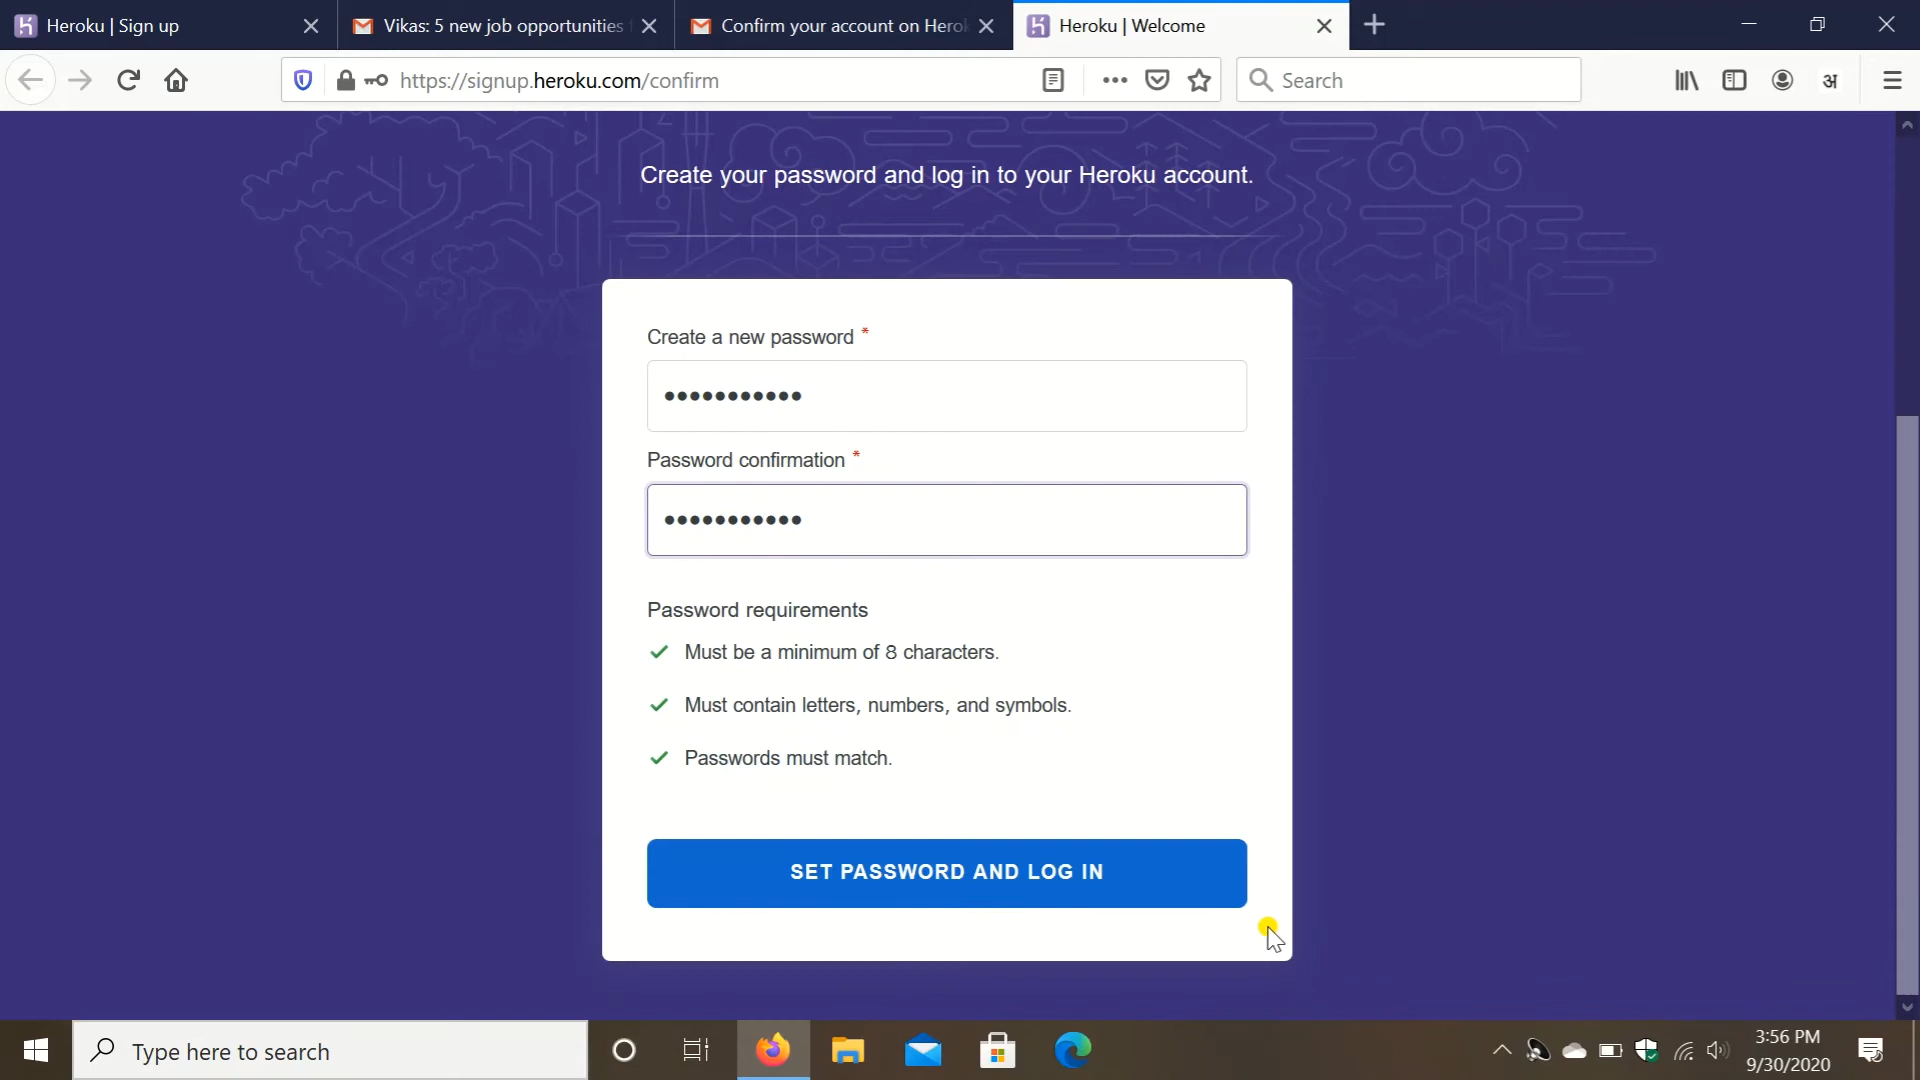 Heroku | Sign up
Vikas: 5 new job opportunities
Confirm your account on Herok
Heroku | Welcome
https://signup.heroku.com/confirm
Search
अ
Create your password and log in to your Heroku account.
Create a new password *
•••••••••••
Password confirmation *
•••••••••••
Password requirements
Must be a minimum of 8 characters.
Must contain letters, numbers, and symbols.
Passwords must match.
SET PASSWORD AND LOG IN
Type here to search
3:56 PM
9/30/2020